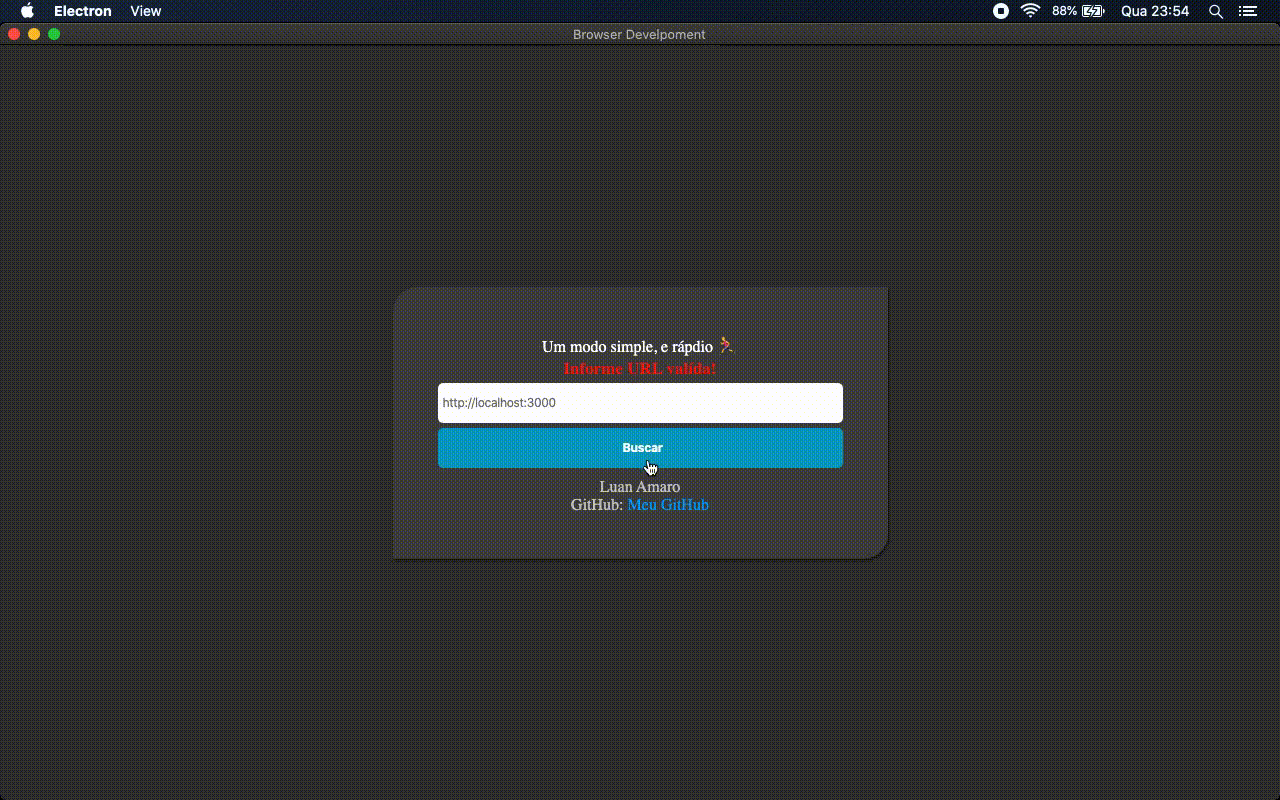 Electron View 88% Qua 23:54
Browser Develpoment
Um modo simple, e rápdio 🏃
Informe URL valida!
http://localhost:3000
Buscar
Luan Amaro
GitHub: Meu GitHub